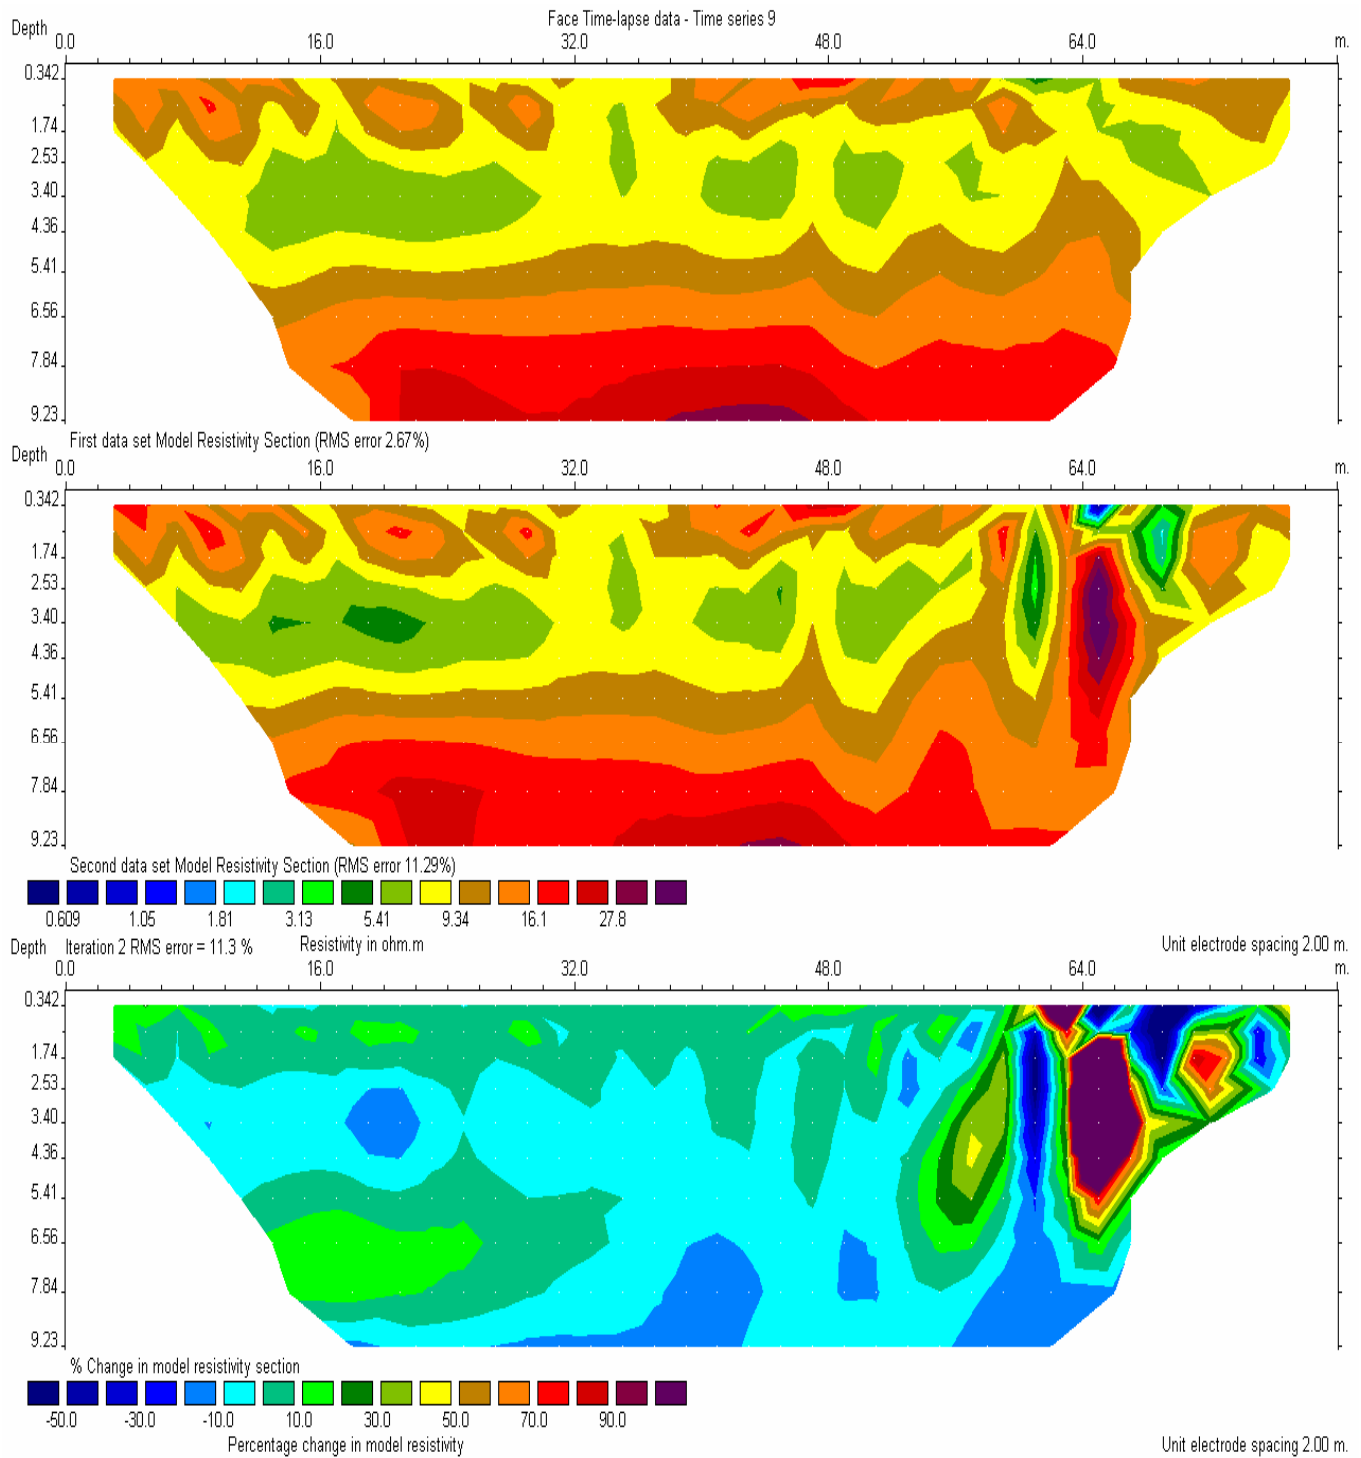 Face Time-lapse data - Time series 9
Depth
0.0 16.0 32.0 48.0 64.0 m.
0.342
1.74
2.53
3.40
4.36
5.41
6.56
7.84
9.23
First data set Model Resistivity Section (RMS error 2.67%)
Depth
0.0 16.0 32.0 48.0 64.0 m.
0.342
1.74
2.53
3.40
4.36
5.41
6.56
7.84
9.23
Second data set Model Resistivity Section (RMS error 11.29%)
0.609 1.05 1.81 3.13 5.41 9.34 16.1 27.8
Depth Iteration 2 RMS error = 11.3 % Resistivity in ohm.m Unit electrode spacing 2.00 m.
0.0 16.0 32.0 48.0 64.0 m.
0.342
1.74
2.53
3.40
4.36
5.41
6.56
7.84
9.23
% Change in model resistivity section
-50.0 -30.0 -10.0 10.0 30.0 50.0 70.0 90.0
Percentage change in model resistivity Unit electrode spacing 2.00 m.